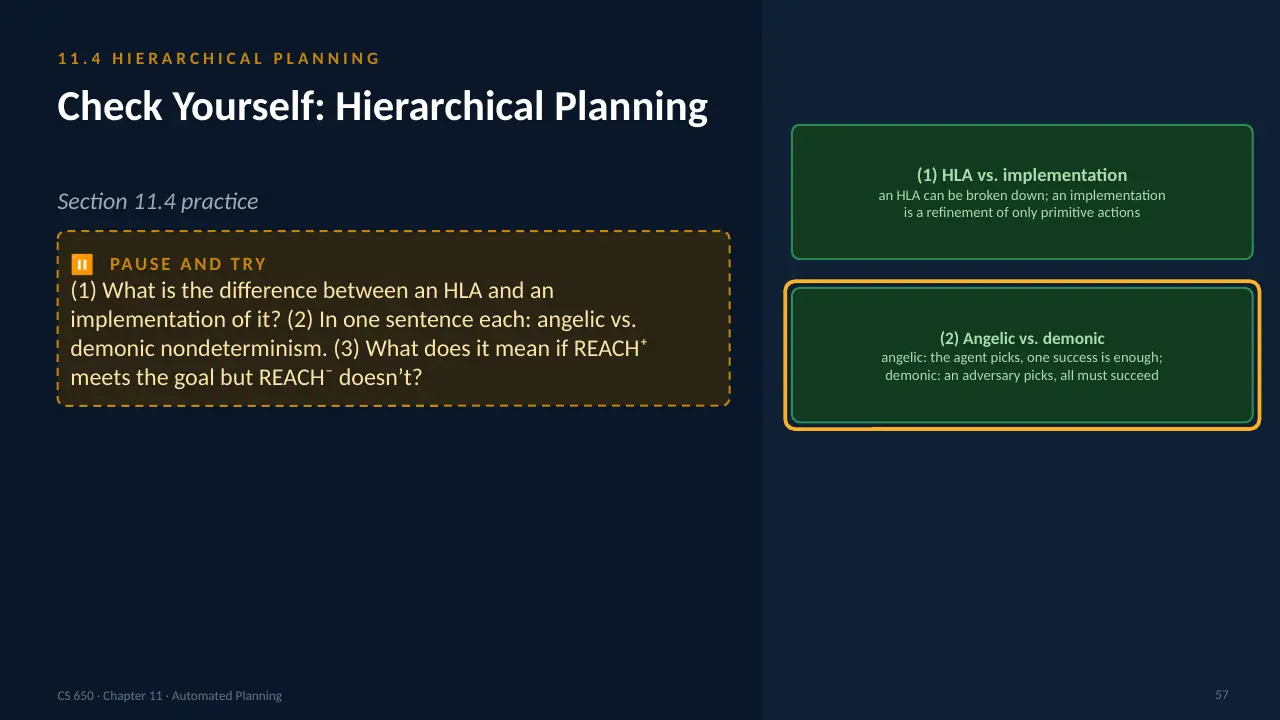 11.4 HIERARCHICAL PLANNING
Check Yourself: Hierarchical Planning
Section 11.4 practice
⏸ PAUSE AND TRY
(1) What is the difference between an HLA and an
implementation of it? (2) In one sentence each: angelic vs.
demonic nondeterminism. (3) What does it mean if REACH⁺
meets the goal but REACH⁻ doesn’t?
(1) HLA vs. implementation
an HLA can be broken down; an implementation
is a refinement of only primitive actions
(2) Angelic vs. demonic
angelic: the agent picks, one success is enough;
demonic: an adversary picks, all must succeed
CS 650 · Chapter 11 · Automated Planning
57